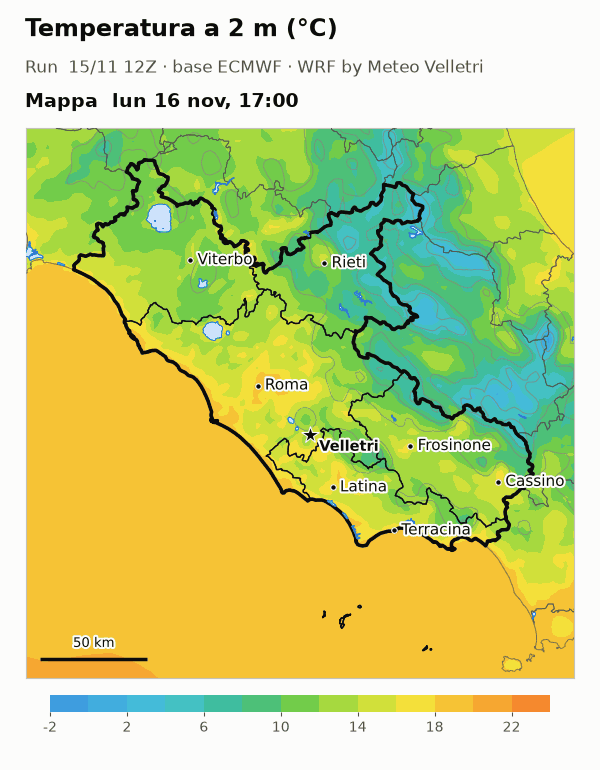 Temperatura a 2 m (°C)
Run  15/11 12Z · base ECMWF · WRF by Meteo Velletri
Mappa  lun 16 nov, 17:00
Viterbo
Rieti
Roma
Velletri
Frosinone
Cassino
Latina
Terracina
50 km
-2 2 6 10 14 18 22